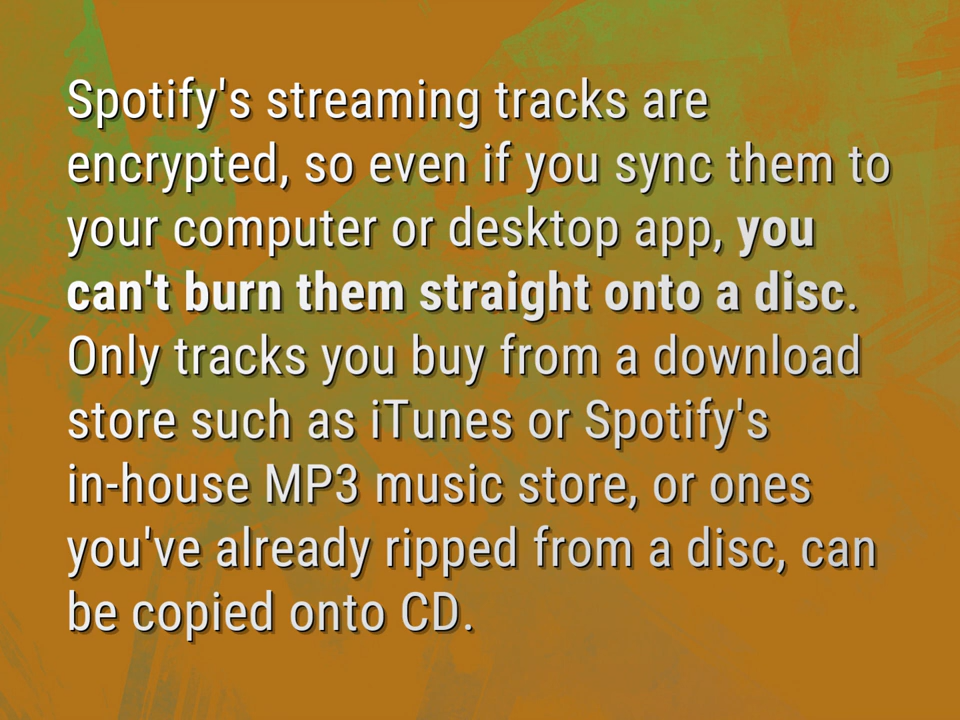 Spotify's streaming tracks are
encrypted, so even if you sync them to
your computer or desktop app, you
can't burn them straight onto a disc.
Only tracks you buy from a download
store such as iTunes or Spotify's
in-house MP3 music store, or ones
you've already ripped from a disc, can
be copied onto CD.